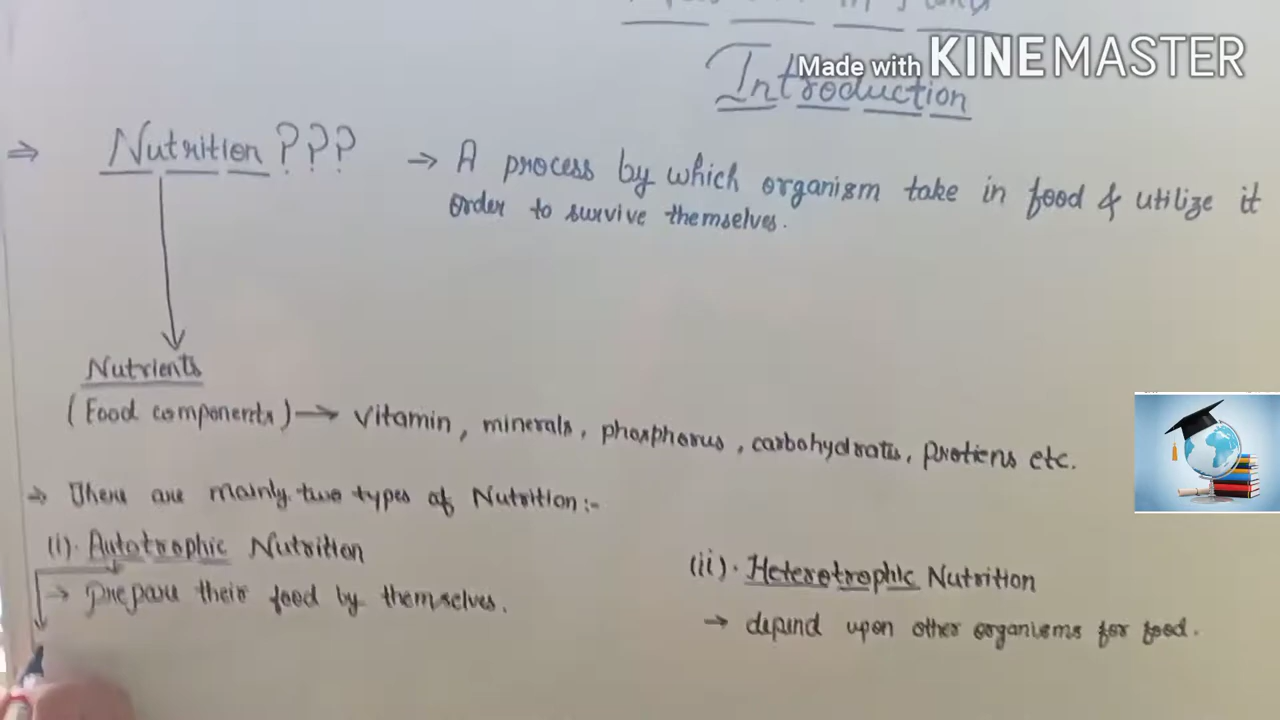 Made with KINEMASTER
Introduction
⇒ Nutrition ??? → A process by which organism take in food & utilize it
order to survive themselves.
Nutrients
(Food components) → Vitamin, minerals, phosphorus, carbohydrates, protiens etc.
→ There are mainly two types of Nutrition:-
(i). Autotrophic Nutrition
→ prepare their food by themselves.
(ii). Heterotrophic Nutrition
→ depend upon other organisms for food.